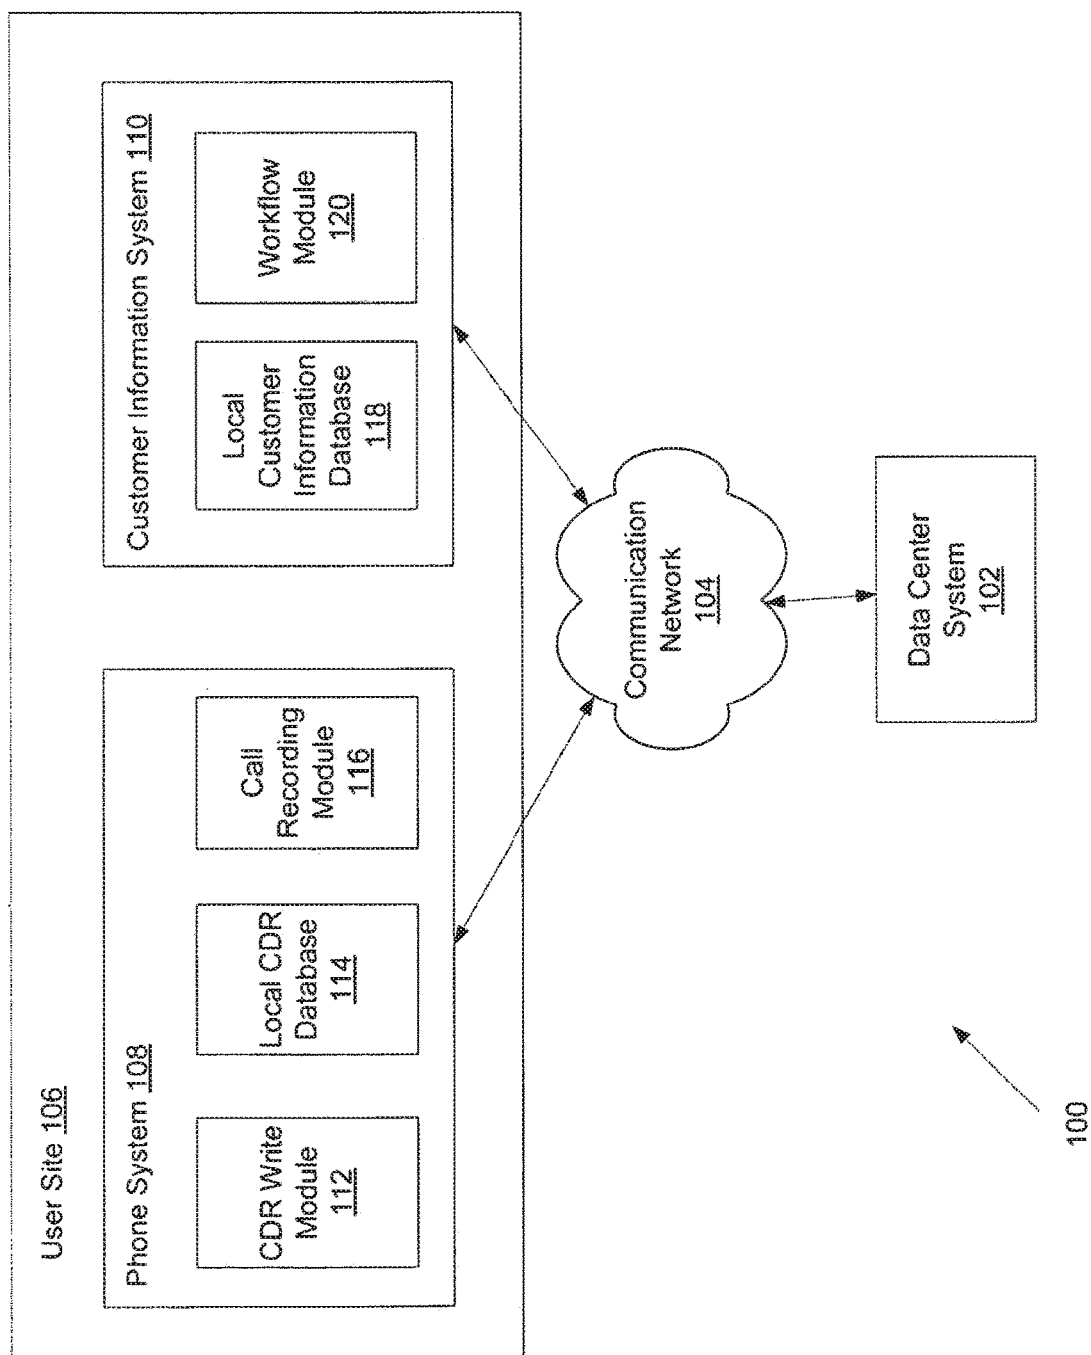 User Site 106
Phone System 108
CDR Write
Module
112
Local CDR
Database
114
Call
Recording
Module
116
Customer Information System 110
Local
Customer
Information
Database
118
Workflow
Module
120
Communication
Network
104
Data Center
System
102
100